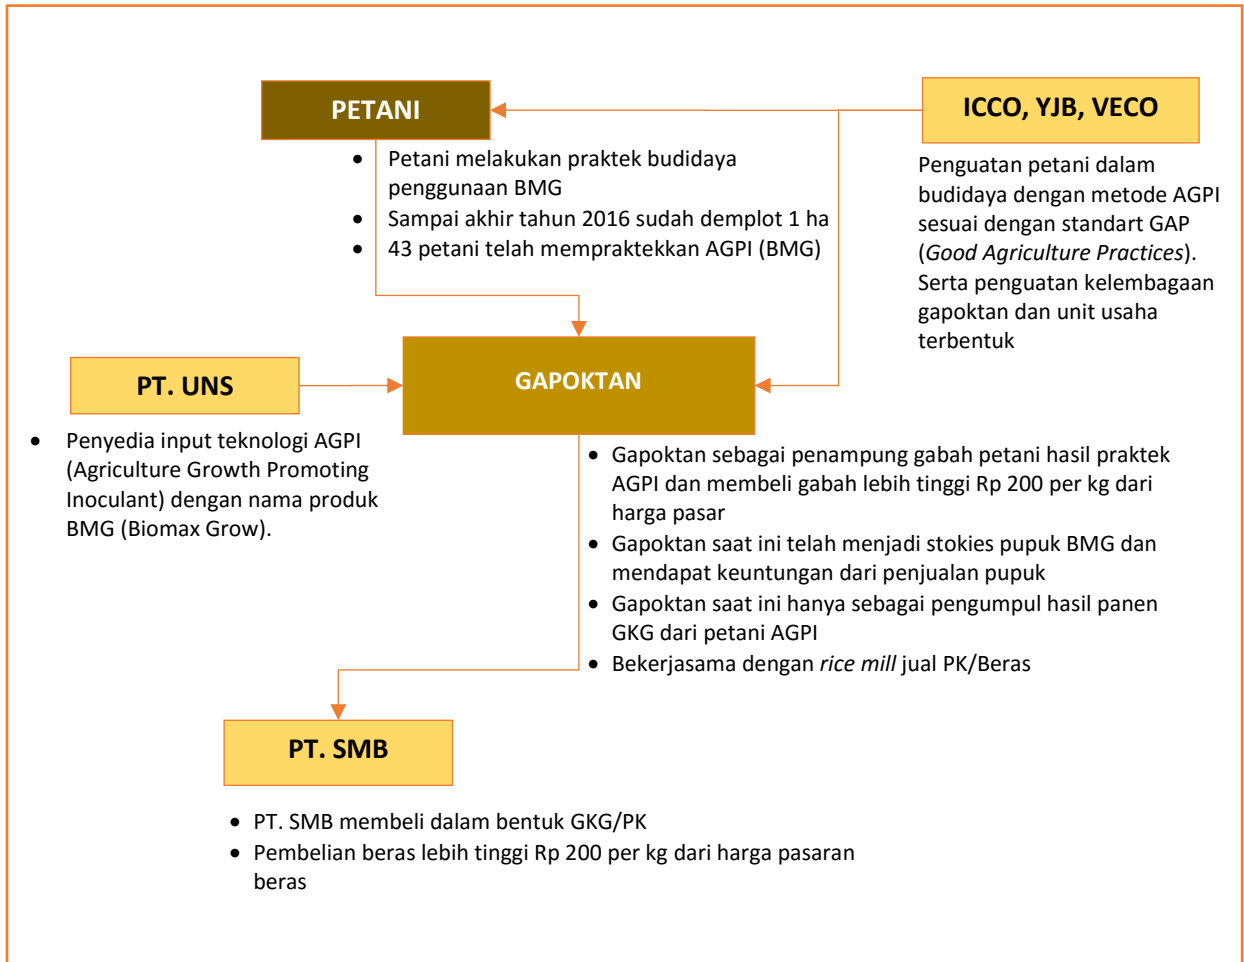 PETANI
ICCO, YJB, VECO
• Petani melakukan praktek budidaya
penggunaan BMG
• Sampai akhir tahun 2016 sudah demplot 1 ha
• 43 petani telah mempraktekkan AGPI (BMG)
Penguatan petani dalam
budidaya dengan metode AGPI
sesuai dengan standart GAP
(Good Agriculture Practices).
Serta penguatan kelembagaan
gapoktan dan unit usaha
terbentuk
PT. UNS
GAPOKTAN
• Penyedia input teknologi AGPI
(Agriculture Growth Promoting
Inoculant) dengan nama produk
BMG (Biomax Grow).
• Gapoktan sebagai penampung gabah petani hasil praktek
AGPI dan membeli gabah lebih tinggi Rp 200 per kg dari
harga pasar
• Gapoktan saat ini telah menjadi stokies pupuk BMG dan
mendapat keuntungan dari penjualan pupuk
• Gapoktan saat ini hanya sebagai pengumpul hasil panen
GKG dari petani AGPI
• Bekerjasama dengan rice mill jual PK/Beras
PT. SMB
• PT. SMB membeli dalam bentuk GKG/PK
• Pembelian beras lebih tinggi Rp 200 per kg dari harga pasaran
beras